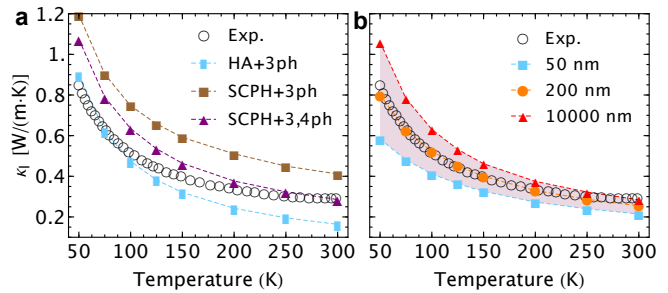 a
1.2
1.0
0.8
0.6
0.4
0.2
κl [W/(m·K)]
Exp.
HA+3ph
SCPH+3ph
SCPH+3,4ph
50 100 150 200 250 300
Temperature (K)
b
Exp.
50 nm
200 nm
10000 nm
50 100 150 200 250 300
Temperature (K)